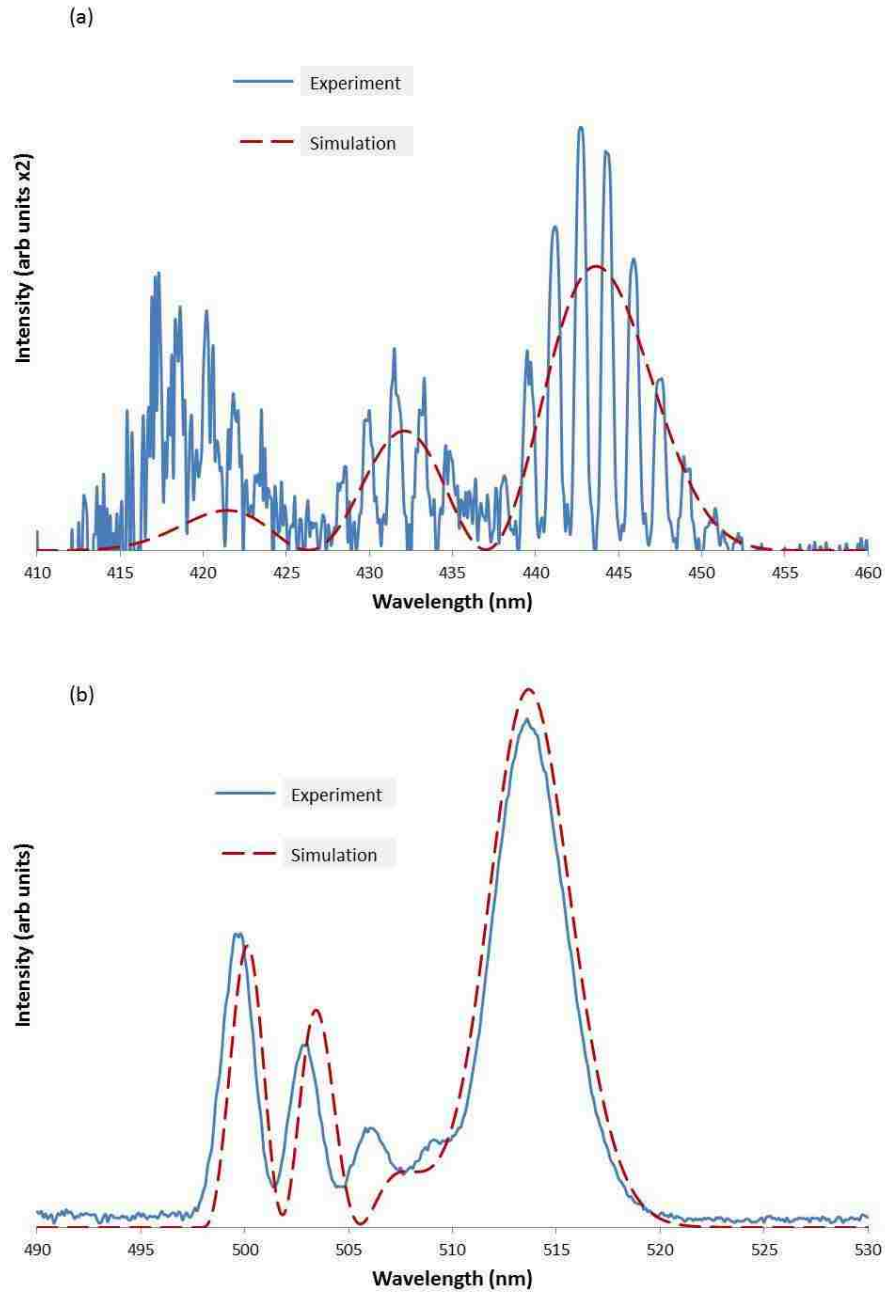 (a)
Experiment
Simulation
Intensity (arb units x2)
410 415 420 425 430 435 440 445 450 455 460
Wavelength (nm)
(b)
Experiment
Simulation
Intensity (arb units)
490 495 500 505 510 515 520 525 530
Wavelength (nm)